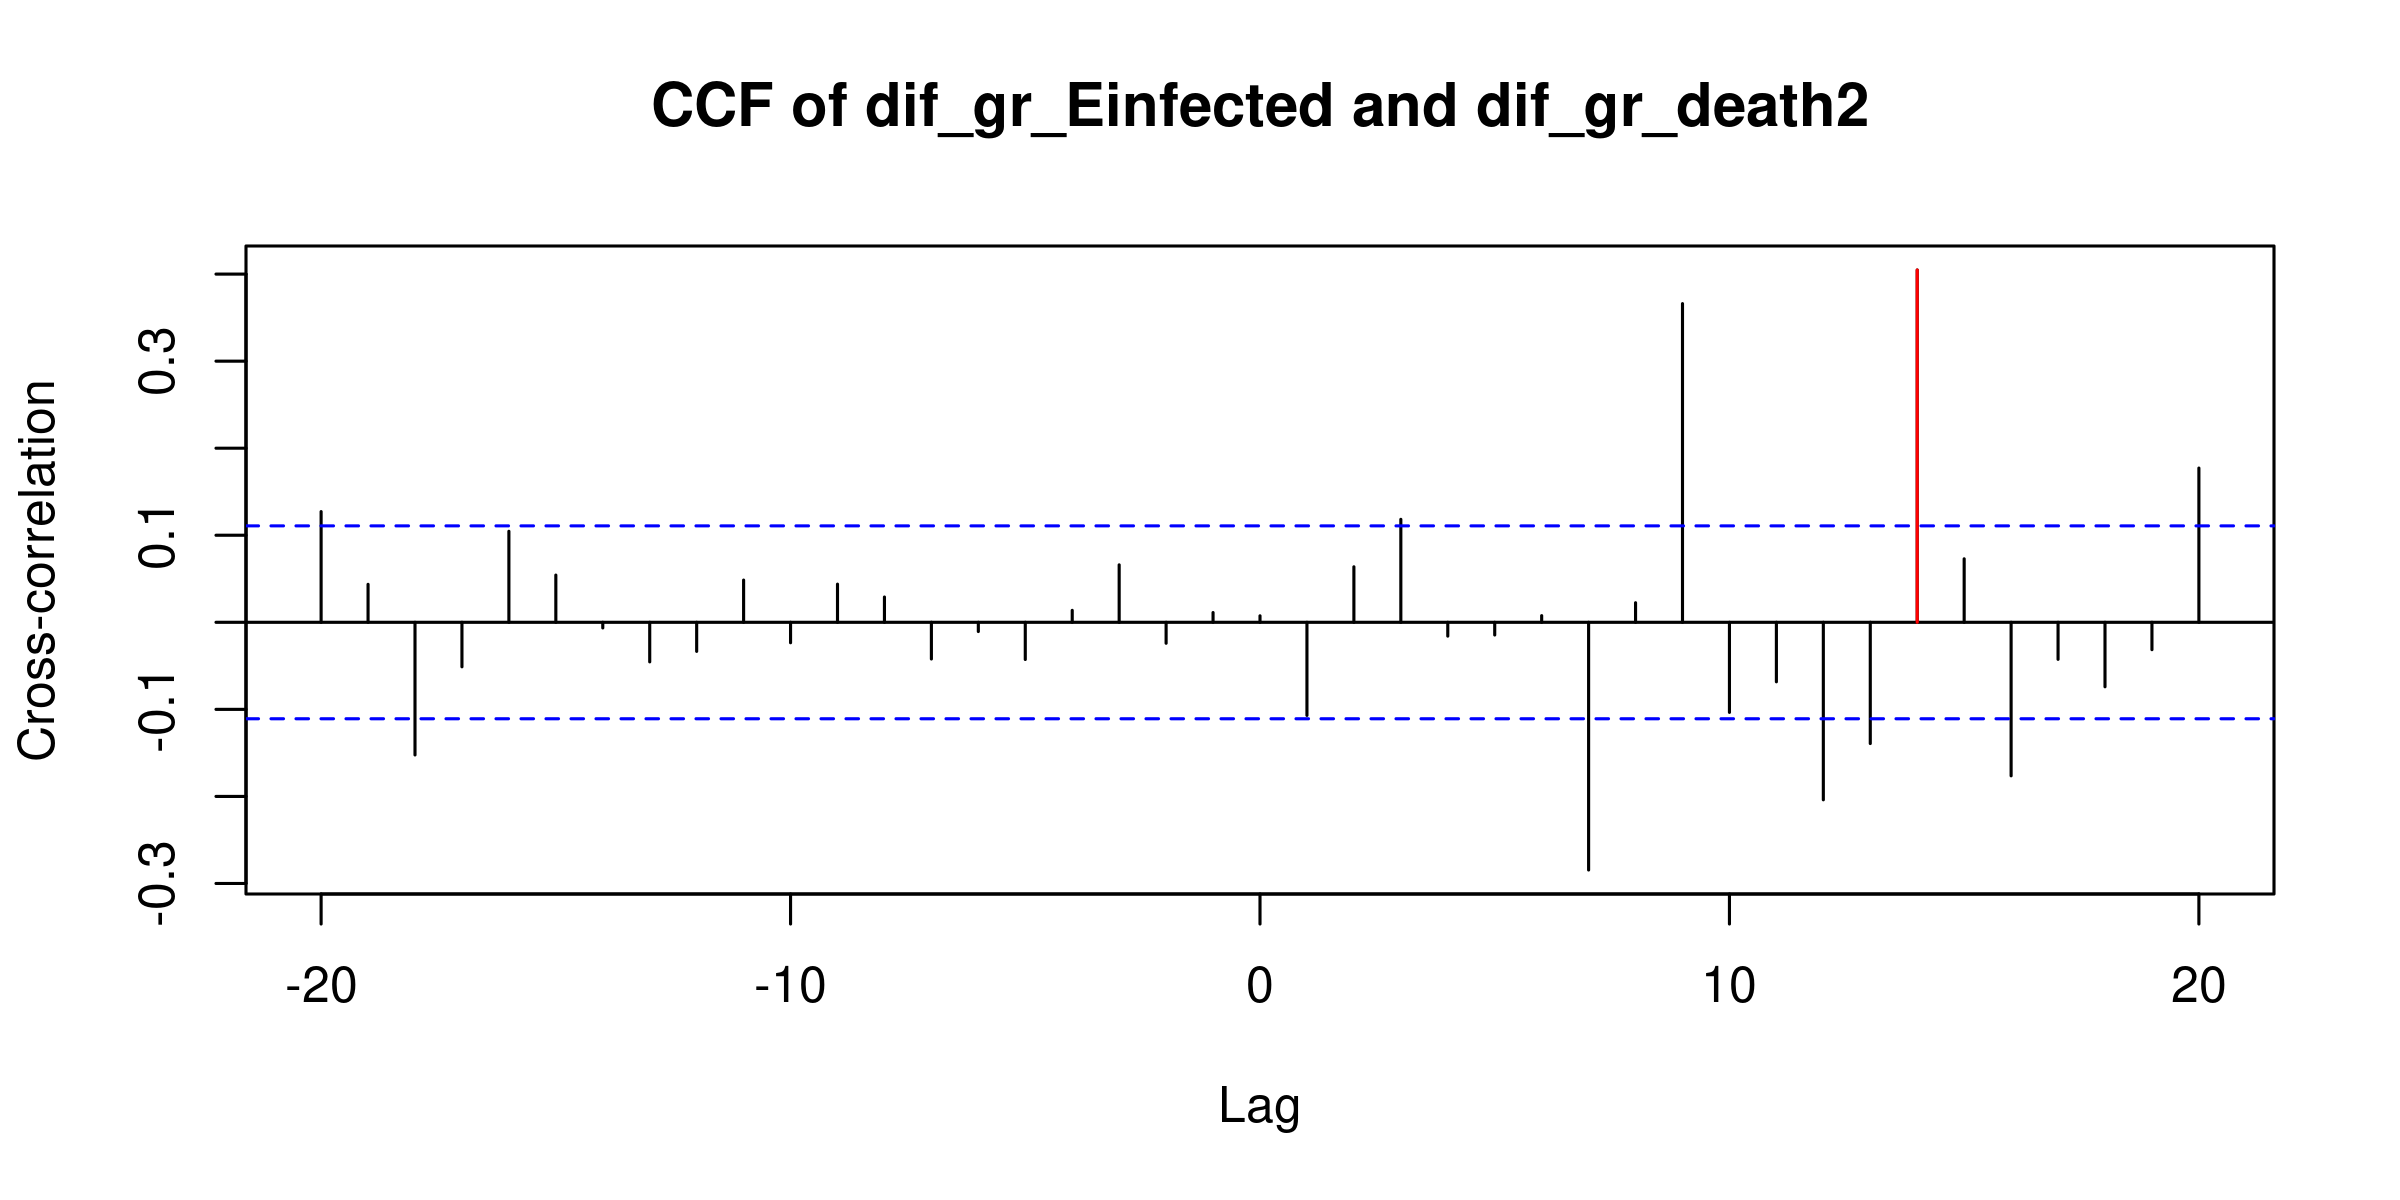 CCF of dif_gr_Einfected and dif_gr_death2
Cross-correlation
0.3
0.1
-0.1
-0.3
-20 -10 0 10 20
Lag